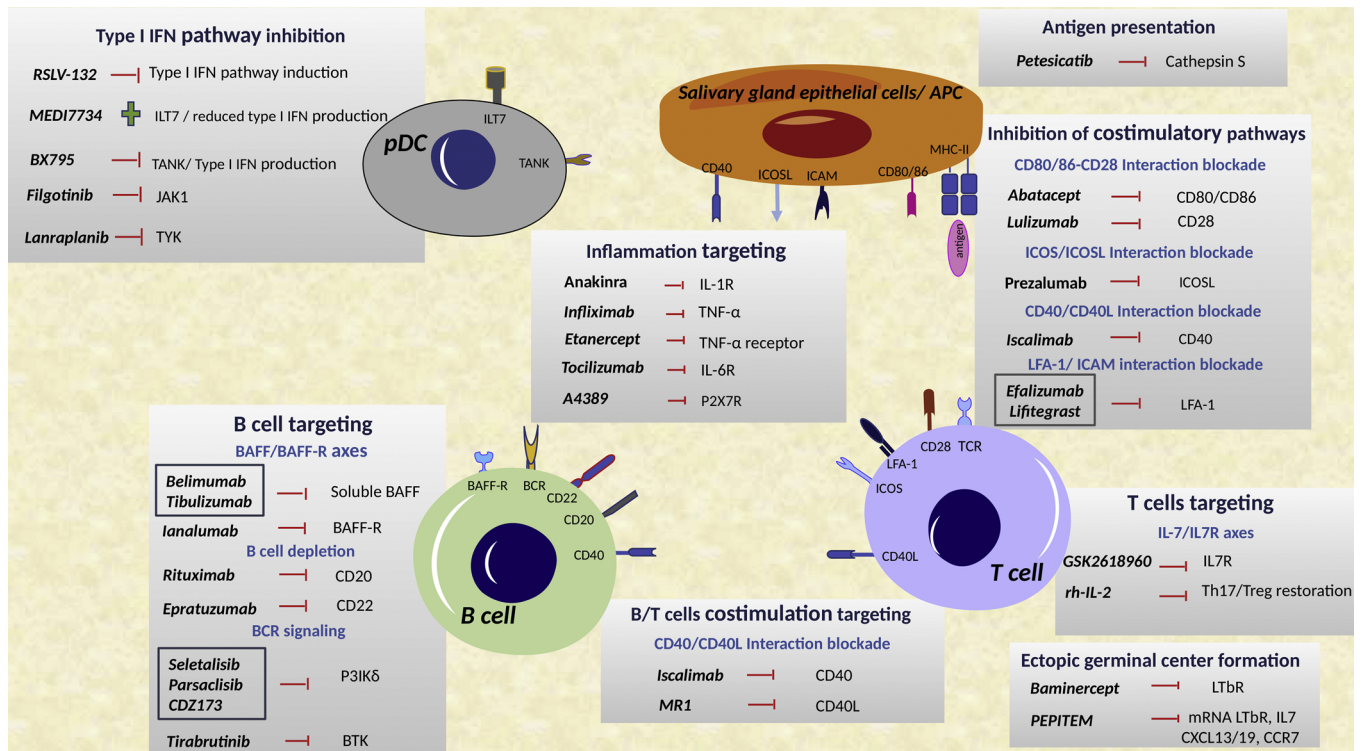 Type I IFN pathway inhibition
RSLV-132 Type I IFN pathway induction
MEDI7734 ILT7 / reduced type I IFN production
BX795 TANK/ Type I IFN production
Filgotinib JAK1
Lanraplanib TYK
pDC
ILT7
TANK
Salivary gland epithelial cells/ APC
CD40
ICOSL
ICAM
CD80/86
MHC-II
antigen
Antigen presentation
Petesicatib Cathepsin S
Inhibition of costimulatory pathways
CD80/86-CD28 Interaction blockade
Abatacept CD80/CD86
Lulizumab CD28
ICOS/ICOSL Interaction blockade
Prezalumab ICOSL
CD40/CD40L Interaction blockade
Iscalimab CD40
LFA-1/ ICAM interaction blockade
Efalizumab
Lifitegrast
LFA-1
Inflammation targeting
Anakinra IL-1R
Infliximab TNF-α
Etanercept TNF-α receptor
Tocilizumab IL-6R
A4389 P2X7R
B cell targeting
BAFF/BAFF-R axes
Belimumab
Tibulizumab
Soluble BAFF
Ianalumab BAFF-R
B cell depletion
Rituximab CD20
Epratuzumab CD22
BCR signaling
Seletalisib
Parsaclisib
CDZ173
P3IKδ
Tirabrutinib BTK
BAFF-R
BCR
CD22
CD20
CD40
B cell
LFA-1
CD28
TCR
ICOS
CD40L
T cell
T cells targeting
IL-7/IL7R axes
GSK2618960 IL7R
rh-IL-2 Th17/Treg restoration
B/T cells costimulation targeting
CD40/CD40L Interaction blockade
Iscalimab CD40
MR1 CD40L
Ectopic germinal center formation
Baminercept LTbR
PEPITEM mRNA LTbR, IL7
CXCL13/19, CCR7